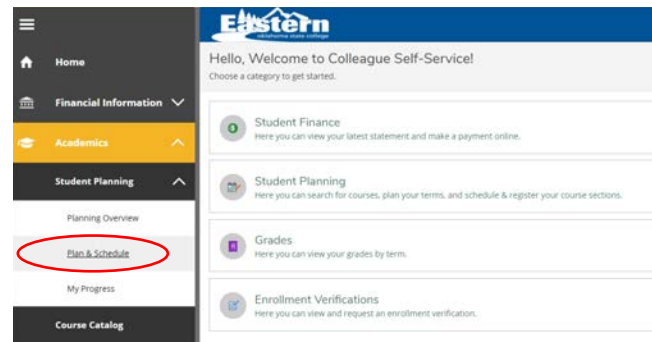 Eastern
oklahoma state college
Home
Financial Information
Academics
Student Planning
Planning Overview
Plan & Schedule
My Progress
Course Catalog
Hello, Welcome to Colleague Self-Service!
Choose a category to get started.
Student Finance
Here you can view your latest statement and make a payment online.
Student Planning
Here you can search for courses, plan your terms, and schedule & register your course sections.
Grades
Here you can view your grades by term.
Enrollment Verifications
Here you can view and request an enrollment verification.